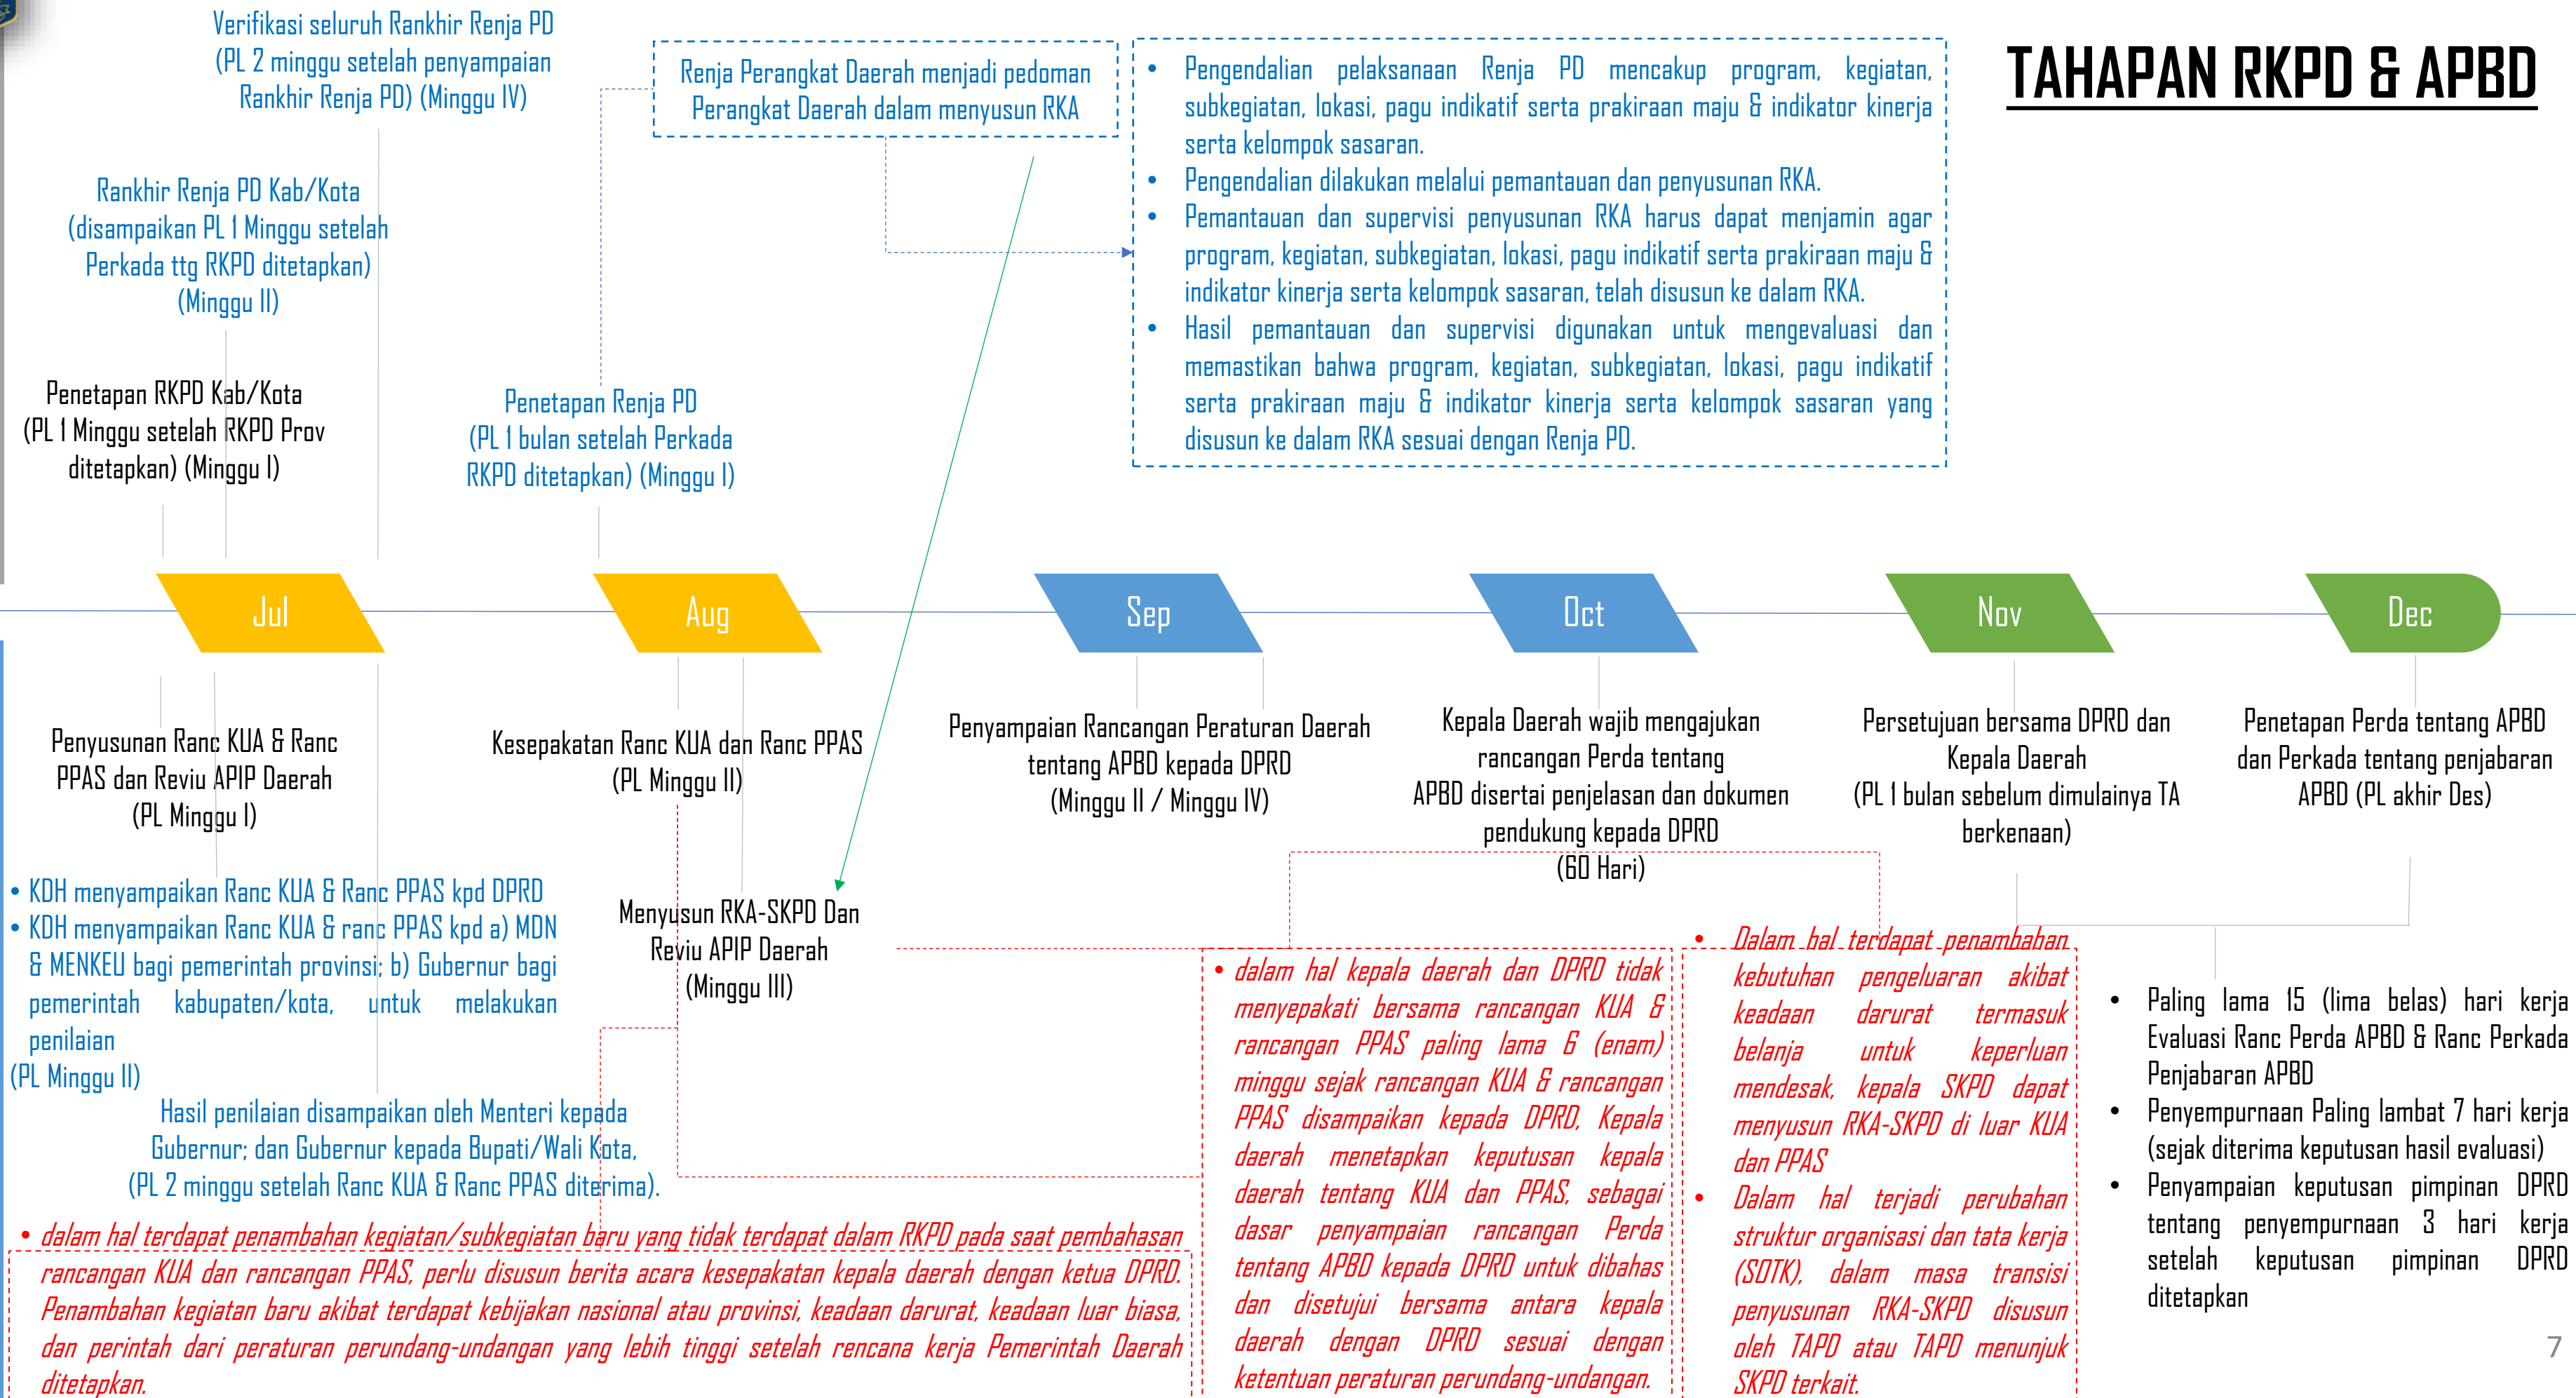 TAHAPAN RKPD & APBD
Verifikasi seluruh Rankhir Renja PD
(PL 2 minggu setelah penyampaian
Rankhir Renja PD) (Minggu IV)
Rankhir Renja PD Kab/Kota
(disampaikan PL 1 Minggu setelah
Perkada ttg RKPD ditetapkan)
(Minggu II)
Penetapan RKPD Kab/Kota
(PL 1 Minggu setelah RKPD Prov
ditetapkan) (Minggu I)
Renja Perangkat Daerah menjadi pedoman
Perangkat Daerah dalam menyusun RKA
Penetapan Renja PD
(PL 1 bulan setelah Perkada
RKPD ditetapkan) (Minggu I)
• Pengendalian pelaksanaan Renja PD mencakup program, kegiatan,
subkegiatan, lokasi, pagu indikatif serta prakiraan maju & indikator kinerja
serta kelompok sasaran.
• Pengendalian dilakukan melalui pemantauan dan penyusunan RKA.
• Pemantauan dan supervisi penyusunan RKA harus dapat menjamin agar
program, kegiatan, subkegiatan, lokasi, pagu indikatif serta prakiraan maju &
indikator kinerja serta kelompok sasaran, telah disusun ke dalam RKA.
• Hasil pemantauan dan supervisi digunakan untuk mengevaluasi dan
memastikan bahwa program, kegiatan, subkegiatan, lokasi, pagu indikatif
serta prakiraan maju & indikator kinerja serta kelompok sasaran yang
disusun ke dalam RKA sesuai dengan Renja PD.
Jul
Aug
Sep
Oct
Nov
Dec
Penyusunan Ranc KUA & Ranc
PPAS dan Reviu APIP Daerah
(PL Minggu I)
• KDH menyampaikan Ranc KUA & Ranc PPAS kpd DPRD
• KDH menyampaikan Ranc KUA & ranc PPAS kpd a) MDN
& MENKEU bagi pemerintah provinsi; b) Gubernur bagi
pemerintah kabupaten/kota, untuk melakukan
penilaian
(PL Minggu II)
Hasil penilaian disampaikan oleh Menteri kepada
Gubernur; dan Gubernur kepada Bupati/Wali Kota,
(PL 2 minggu setelah Ranc KUA & Ranc PPAS diterima).
• dalam hal terdapat penambahan kegiatan/subkegiatan baru yang tidak terdapat dalam RKPD pada saat pembahasan
rancangan KUA dan rancangan PPAS, perlu disusun berita acara kesepakatan kepala daerah dengan ketua DPRD.
Penambahan kegiatan baru akibat terdapat kebijakan nasional atau provinsi, keadaan darurat, keadaan luar biasa,
dan perintah dari peraturan perundang-undangan yang lebih tinggi setelah rencana kerja Pemerintah Daerah
ditetapkan.
Kesepakatan Ranc KUA dan Ranc PPAS
(PL Minggu II)
Menyusun RKA-SKPD Dan
Reviu APIP Daerah
(Minggu III)
Penyampaian Rancangan Peraturan Daerah
tentang APBD kepada DPRD
(Minggu II / Minggu IV)
• dalam hal kepala daerah dan DPRD tidak
menyepakati bersama rancangan KUA &
rancangan PPAS paling lama 6 (enam)
minggu sejak rancangan KUA & rancangan
PPAS disampaikan kepada DPRD, Kepala
daerah menetapkan keputusan kepala
daerah tentang KUA dan PPAS, sebagai
dasar penyampaian rancangan Perda
tentang APBD kepada DPRD untuk dibahas
dan disetujui bersama antara kepala
daerah dengan DPRD sesuai dengan
ketentuan peraturan perundang-undangan.
Kepala Daerah wajib mengajukan
rancangan Perda tentang
APBD disertai penjelasan dan dokumen
pendukung kepada DPRD
(60 Hari)
• Dalam hal terdapat penambahan
kebutuhan pengeluaran akibat
keadaan darurat termasuk
belanja untuk keperluan
mendesak, kepala SKPD dapat
menyusun RKA-SKPD di luar KUA
dan PPAS
• Dalam hal terjadi perubahan
struktur organisasi dan tata kerja
(SOTK), dalam masa transisi
penyusunan RKA-SKPD disusun
oleh TAPD atau TAPD menunjuk
SKPD terkait.
Persetujuan bersama DPRD dan
Kepala Daerah
(PL 1 bulan sebelum dimulainya TA
berkenaan)
Penetapan Perda tentang APBD
dan Perkada tentang penjabaran
APBD (PL akhir Des)
• Paling lama 15 (lima belas) hari kerja
Evaluasi Ranc Perda APBD & Ranc Perkada
Penjabaran APBD
• Penyempurnaan Paling lambat 7 hari kerja
(sejak diterima keputusan hasil evaluasi)
• Penyampaian keputusan pimpinan DPRD
tentang penyempurnaan 3 hari kerja
setelah keputusan pimpinan DPRD
ditetapkan
7